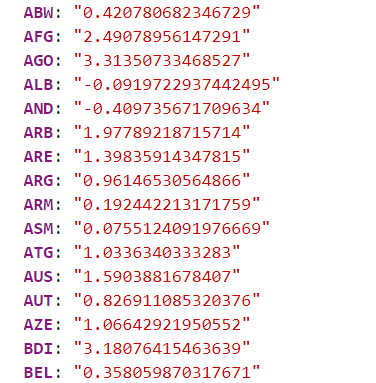 ABW: "0.420780682346729"
AFG: "2.49078956147291"
AGO: "3.31350733468527"
ALB: "-0.0919722937442495"
AND: "-0.409735671709634"
ARB: "1.97789218715714"
ARE: "1.39835914347815"
ARG: "0.96146530564866"
ARM: "0.192442213171759"
ASM: "0.0755124091976669"
ATG: "1.0336340333283"
AUS: "1.5903881678407"
AUT: "0.826911085320376"
AZE: "1.06642921950552"
BDI: "3.18076415463639"
BEL: "0.358059870317671"